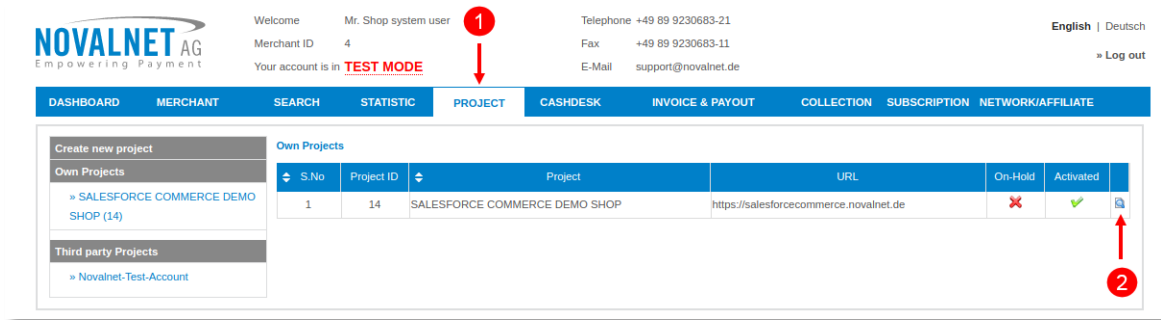 Welcome Mr. Shop system user 1 Telephone +49 89 9230683-21
English | Deutsch
NOVALNET AG
Empowering Payment
Merchant ID 4 Fax +49 89 9230683-11
» Log out
Your account is in TEST MODE E-Mail support@novalnet.de
DASHBOARD MERCHANT SEARCH STATISTIC PROJECT CASHDESK INVOICE & PAYOUT COLLECTION SUBSCRIPTION NETWORK/AFFILIATE
Create new project
Own Projects
» SALESFORCE COMMERCE DEMO
SHOP (14)
Third party Projects
» Novalnet-Test-Account
Own Projects
S.No Project ID Project URL On-Hold Activated
1 14 SALESFORCE COMMERCE DEMO SHOP https://salesforcecommerce.novalnet.de
2